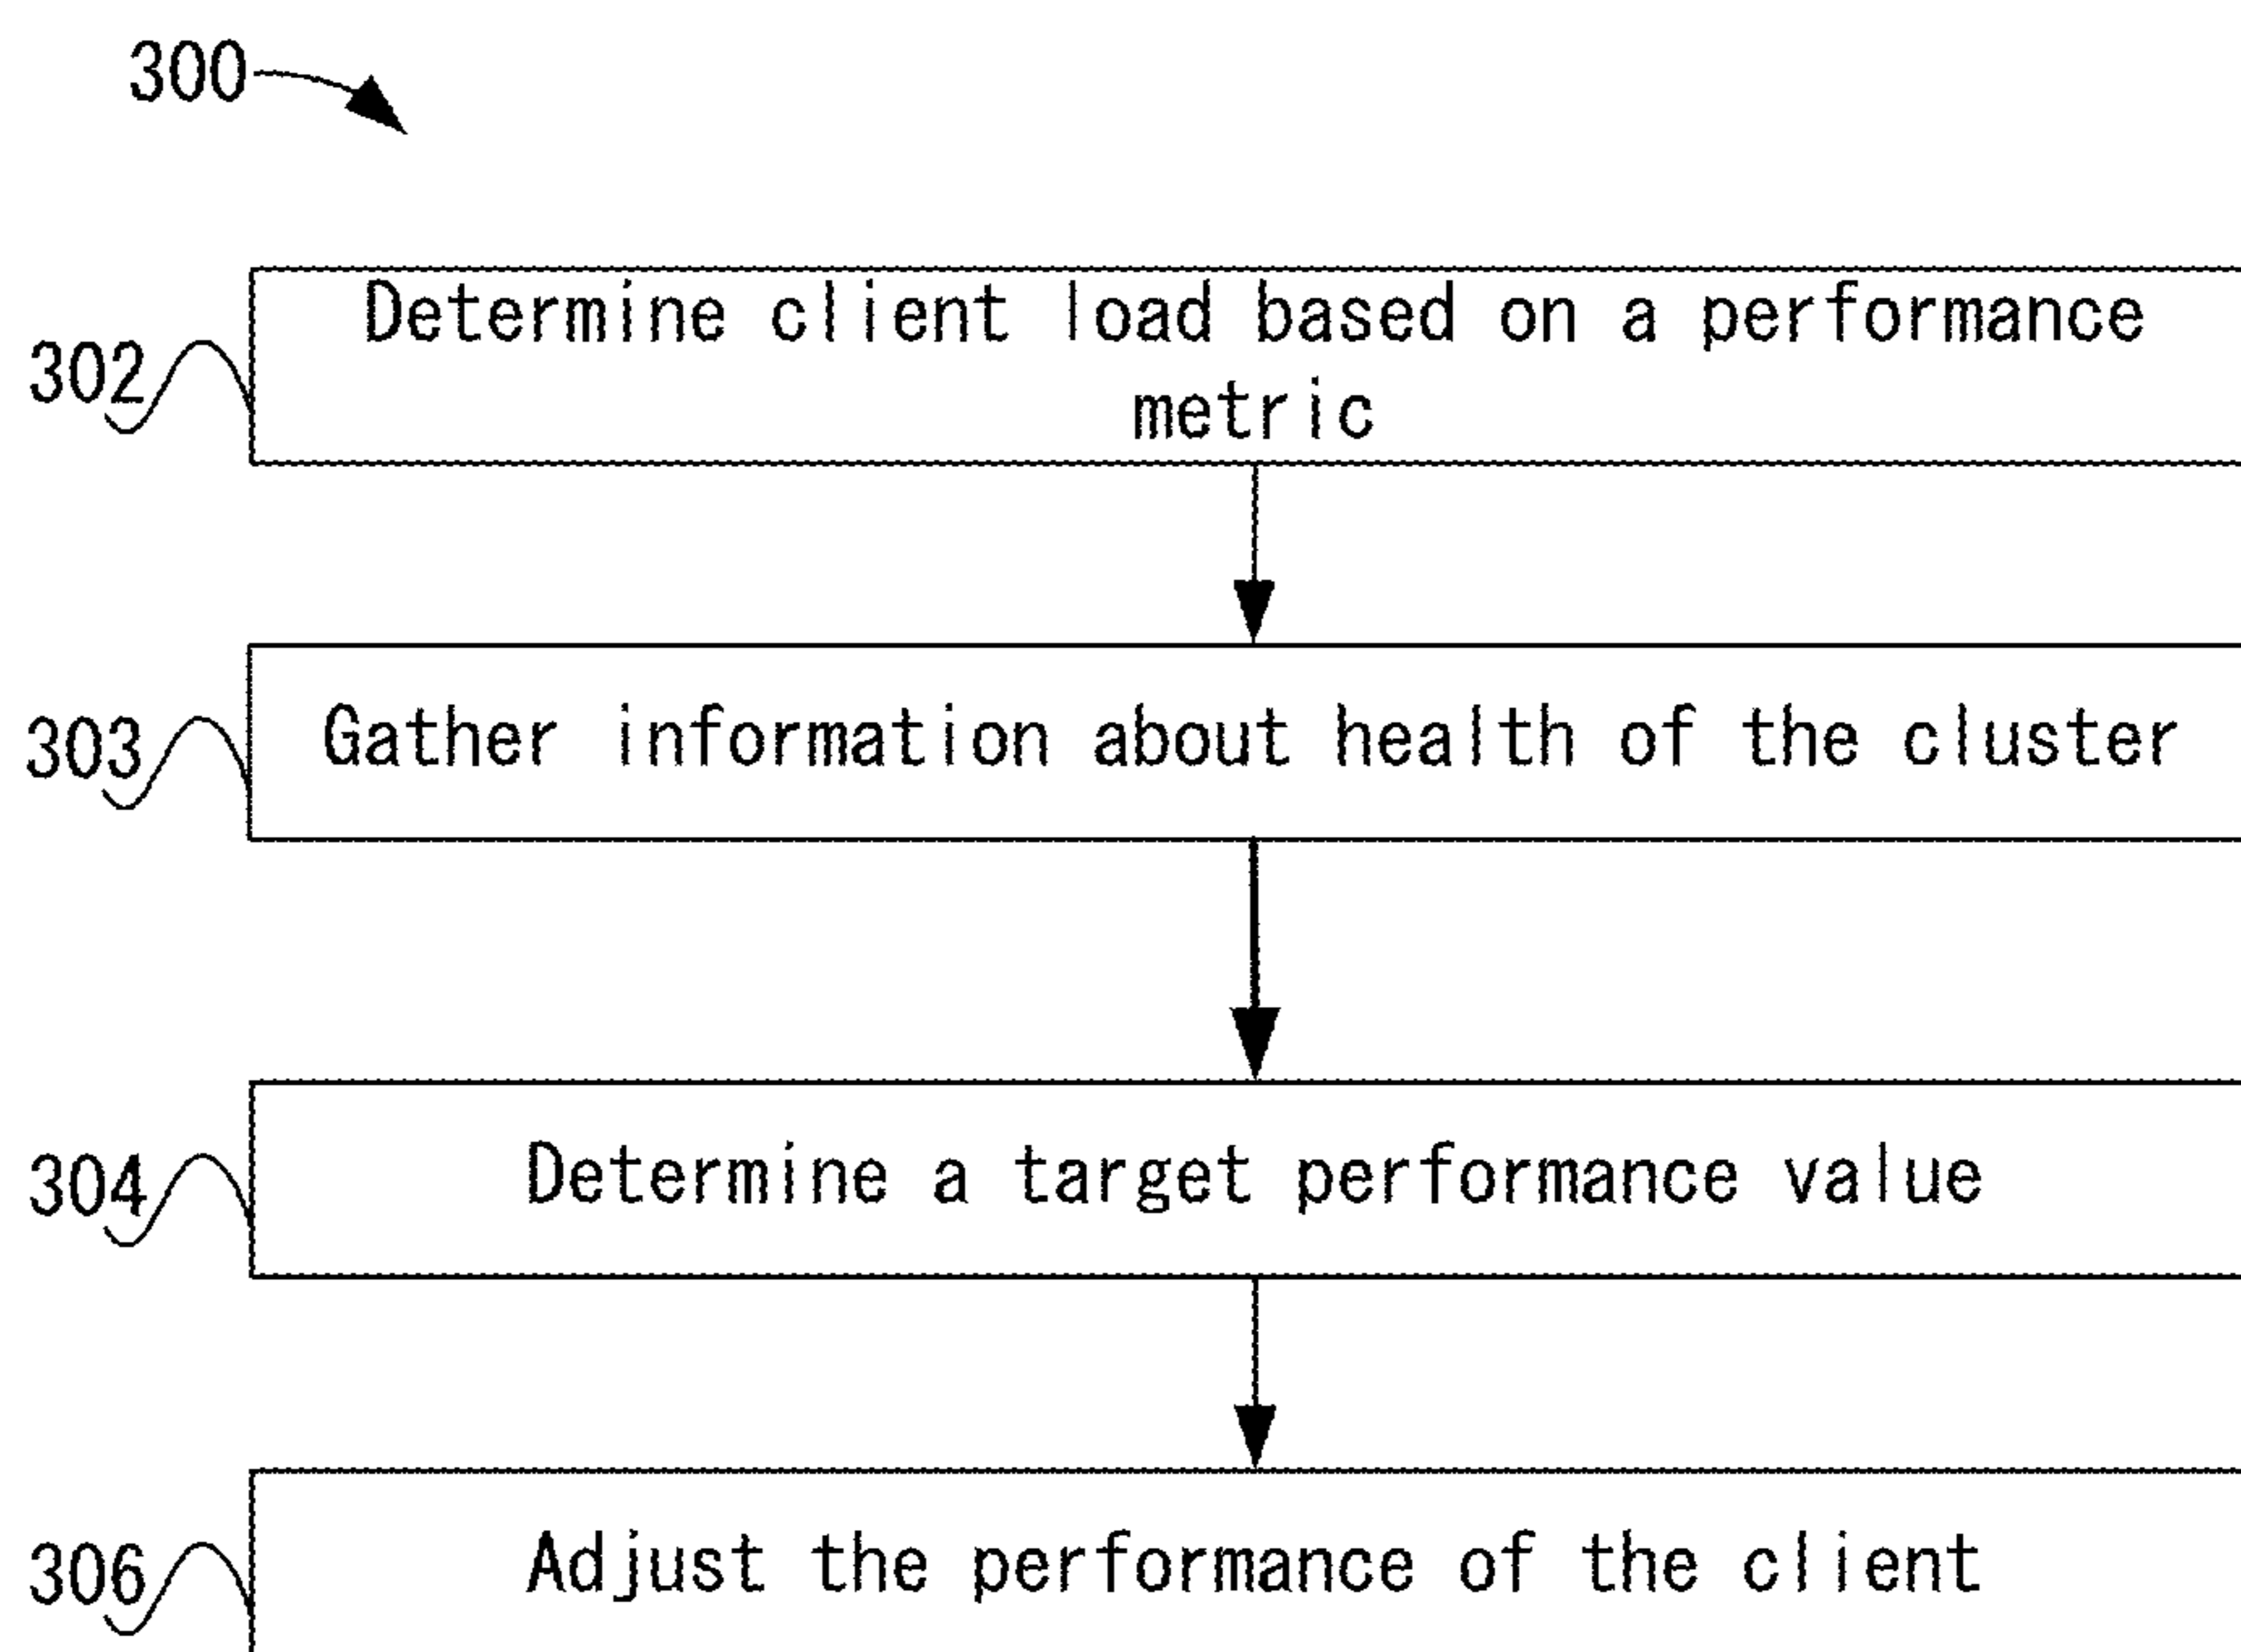 300
Determine client load based on a performance
metric
302
Gather information about health of the cluster
303
Determine a target performance value
304
Adjust the performance of the client
306